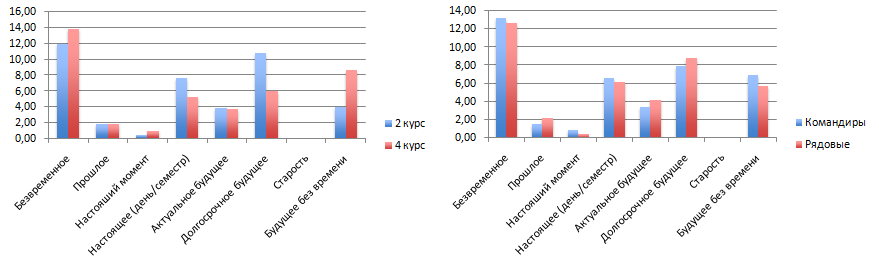 16,00
14,00
12,00
10,00
8,00
6,00
4,00
2,00
0,00
Безвременное
Прошлое
Настоящий момент
Настоящее (день/семестр)
Актуальное будущее
Долгосрочное будущее
Старость
Будущее без времени
2 курс
4 курс
14,00
12,00
10,00
8,00
6,00
4,00
2,00
0,00
Безвременное
Прошлое
Настоящий момент
Настоящее (день/семестр)
Актуальное будущее
Долгосрочное будущее
Старость
Будущее без времени
Командиры
Рядовые